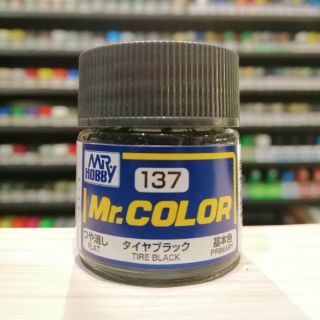 MR
HOBBY
137
Mr.COLOR
つや消し
FLAT
タイヤブラック
TIRE BLACK
基本色
PRIMARY